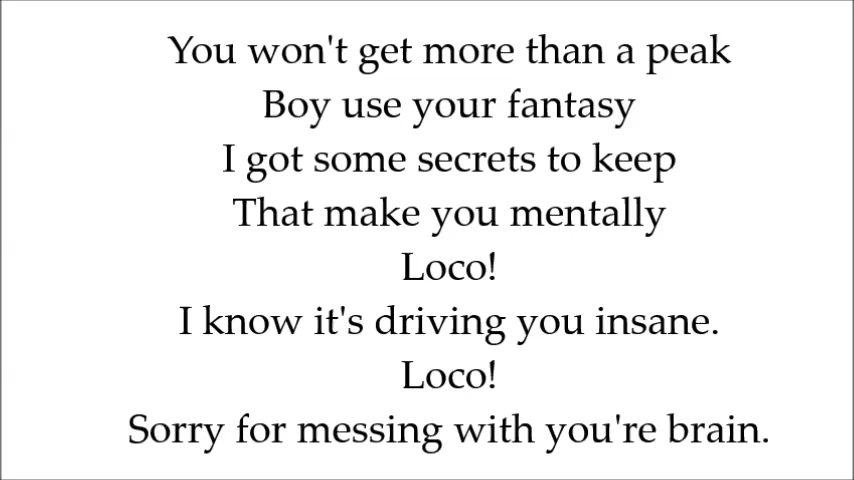 You won't get more than a peak
Boy use your fantasy
I got some secrets to keep
That make you mentally
Loco!
I know it's driving you insane.
Loco!
Sorry for messing with you're brain.